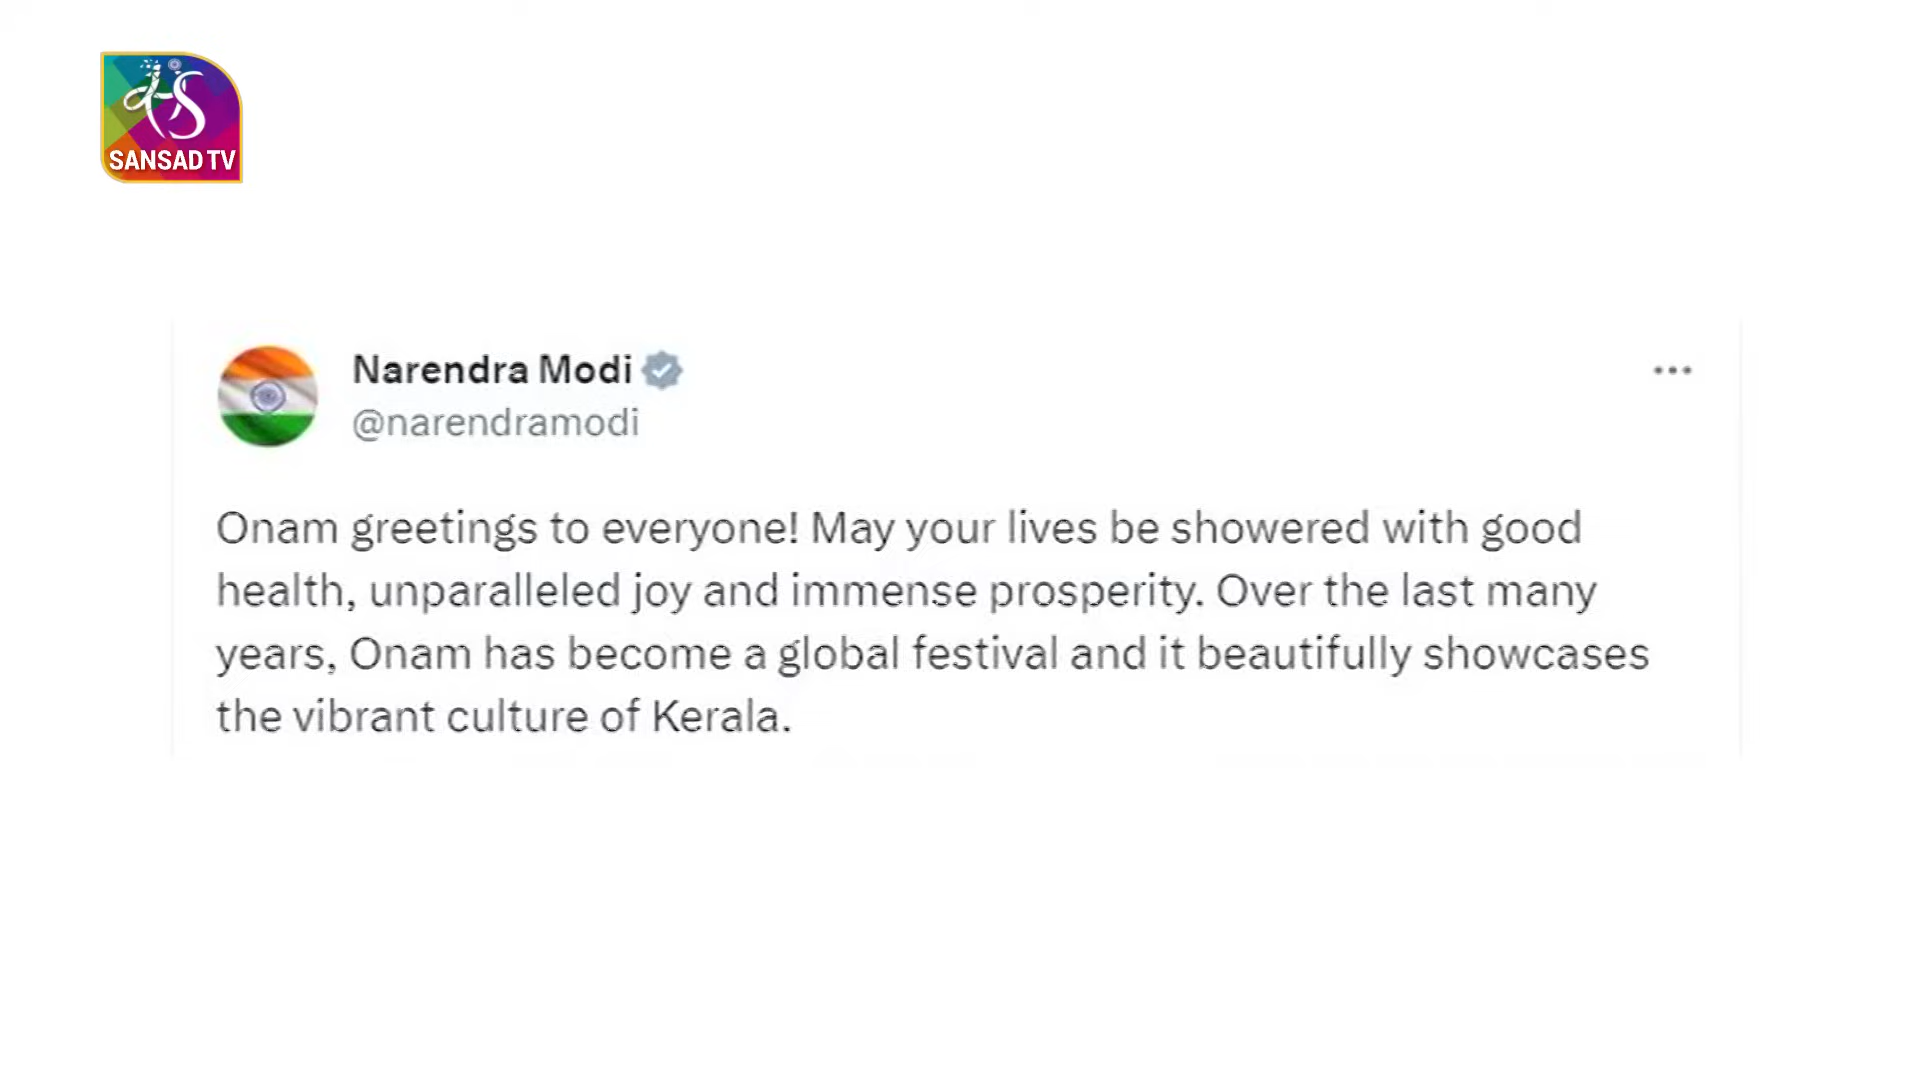 SANSAD TV
Narendra Modi
@narendramodi
Onam greetings to everyone! May your lives be showered with good
health, unparalleled joy and immense prosperity. Over the last many
years, Onam has become a global festival and it beautifully showcases
the vibrant culture of Kerala.